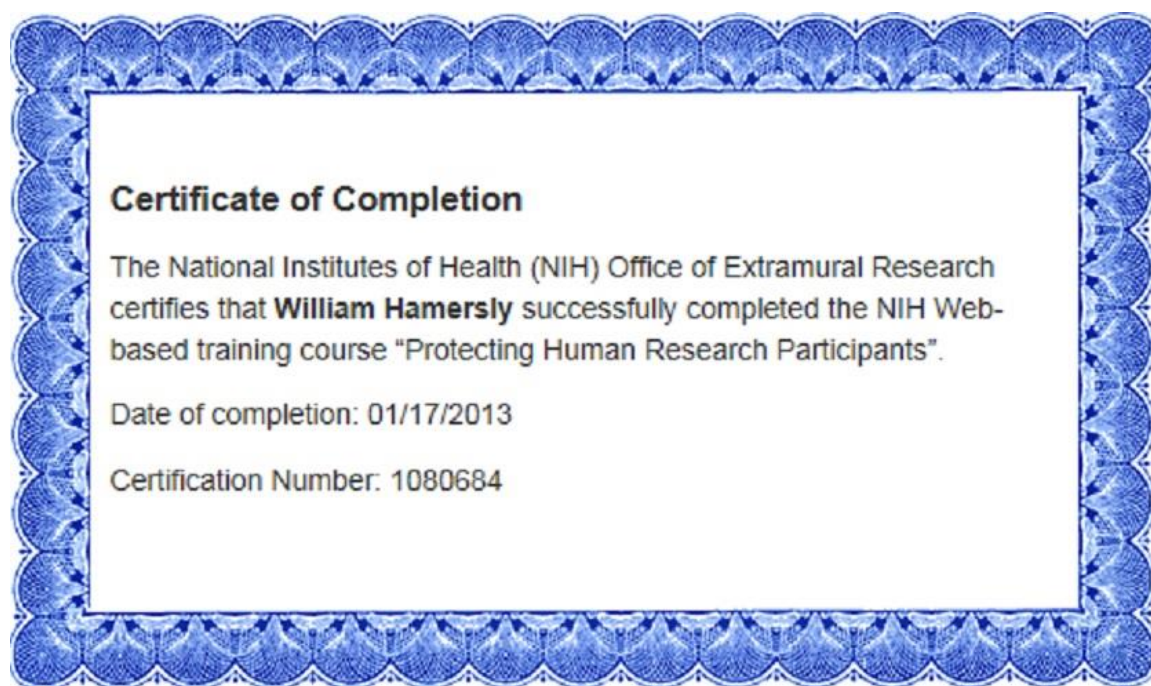 Certificate of Completion
The National Institutes of Health (NIH) Office of Extramural Research
certifies that William Hamersly successfully completed the NIH Web-
based training course “Protecting Human Research Participants”.
Date of completion: 01/17/2013
Certification Number: 1080684